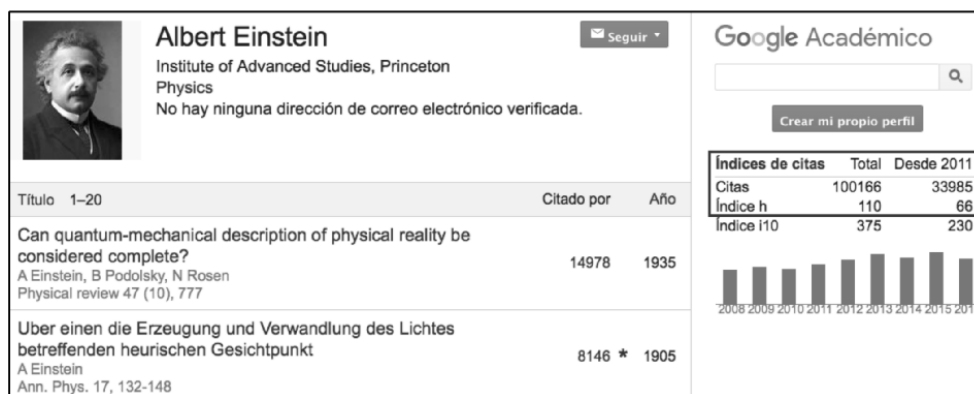 Albert Einstein
Institute of Advanced Studies, Princeton
Physics
No hay ninguna dirección de correo electrónico verificada.
Seguir
Título 1–20 Citado por Año
Can quantum-mechanical description of physical reality be
considered complete?
A Einstein, B Podolsky, N Rosen
Physical review 47 (10), 777
14978 1935
Uber einen die Erzeugung und Verwandlung des Lichtes
betreffenden heurischen Gesichtpunkt
A Einstein
Ann. Phys. 17, 132-148
8146 * 1905
Google Académico
Crear mi propio perfil
Índices de citas Total Desde 2011
Citas 100166 33985
Índice h 110 66
Índice i10 375 230
2008 2009 2010 2011 2012 2013 2014 2015